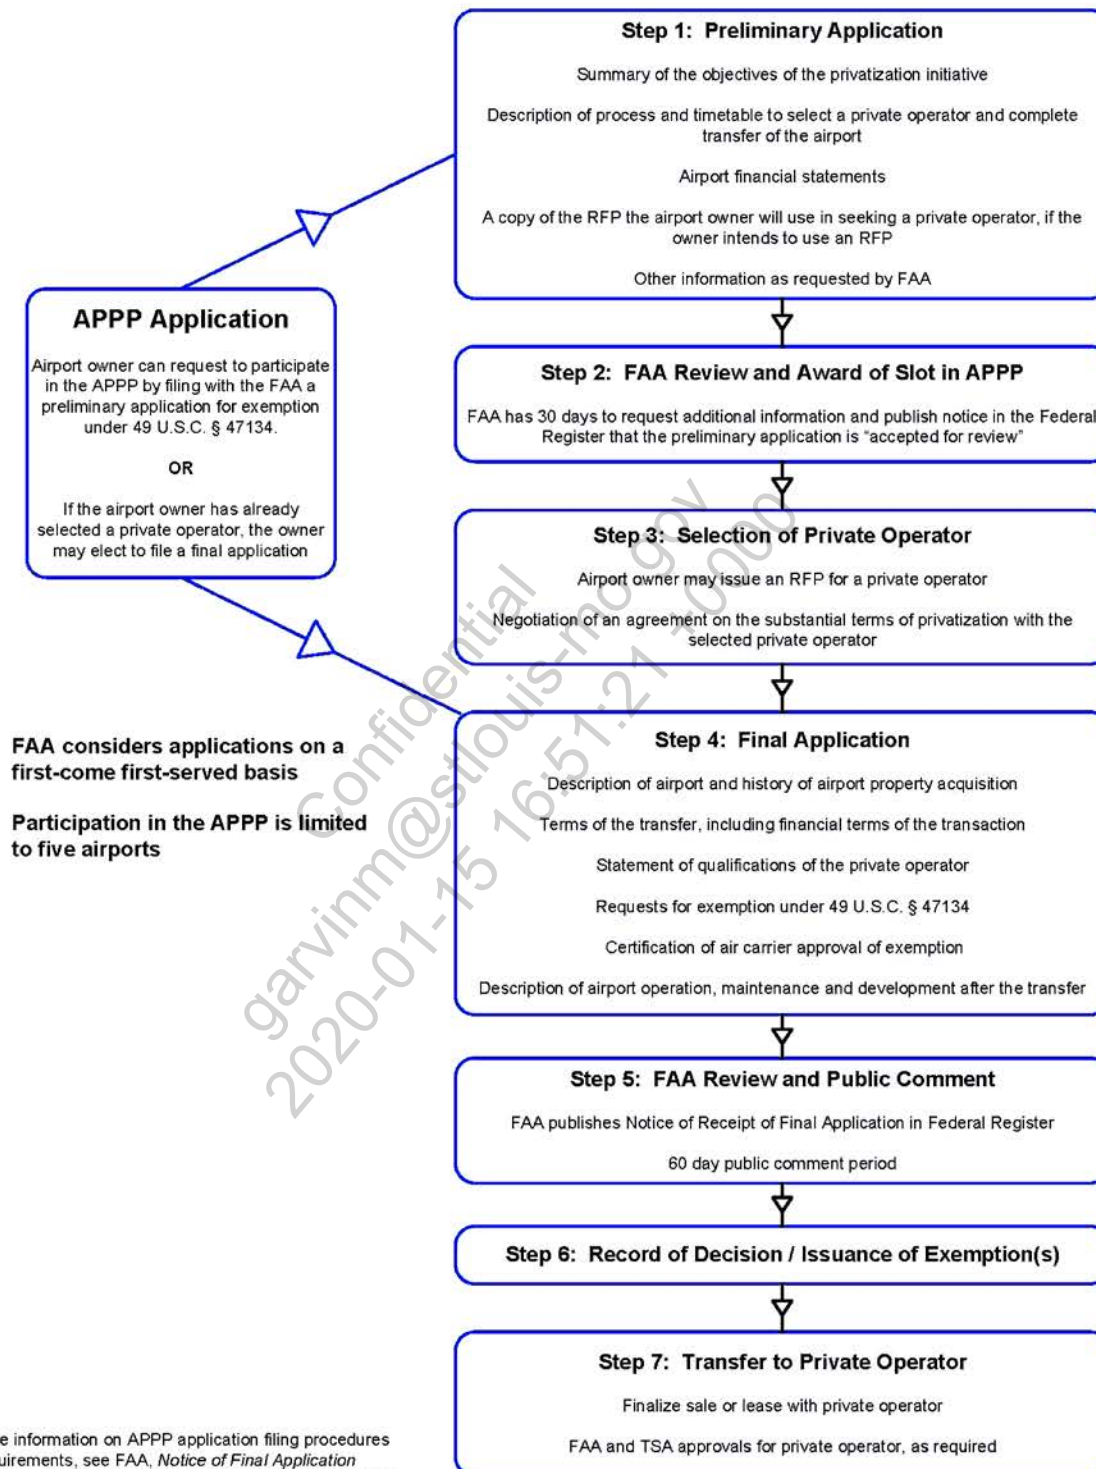 Step 1: Preliminary Application
Summary of the objectives of the privatization initiative
Description of process and timetable to select a private operator and complete
transfer of the airport
Airport financial statements
A copy of the RFP the airport owner will use in seeking a private operator, if the
owner intends to use an RFP
Other information as requested by FAA
APPP Application
Airport owner can request to participate
in the APPP by filing with the FAA a
preliminary application for exemption
under 49 U.S.C. § 47134.
OR
If the airport owner has already
selected a private operator, the owner
may elect to file a final application
Step 2: FAA Review and Award of Slot in APPP
FAA has 30 days to request additional information and publish notice in the Federal
Register that the preliminary application is “accepted for review”
Step 3: Selection of Private Operator
Airport owner may issue an RFP for a private operator
Negotiation of an agreement on the substantial terms of privatization with the
selected private operator
FAA considers applications on a
first-come first-served basis
Participation in the APPP is limited
to five airports
Step 4: Final Application
Description of airport and history of airport property acquisition
Terms of the transfer, including financial terms of the transaction
Statement of qualifications of the private operator
Requests for exemption under 49 U.S.C. § 47134
Certification of air carrier approval of exemption
Description of airport operation, maintenance and development after the transfer
Step 5: FAA Review and Public Comment
FAA publishes Notice of Receipt of Final Application in Federal Register
60 day public comment period
Step 6: Record of Decision / Issuance of Exemption(s)
Step 7: Transfer to Private Operator
Finalize sale or lease with private operator
FAA and TSA approvals for private operator, as required
information on APPP application filing procedures
see FAA, Notice of Final Application
Confidential
garvinm@stlouis-mo gov
2020-01-15 16:51:21 +0000